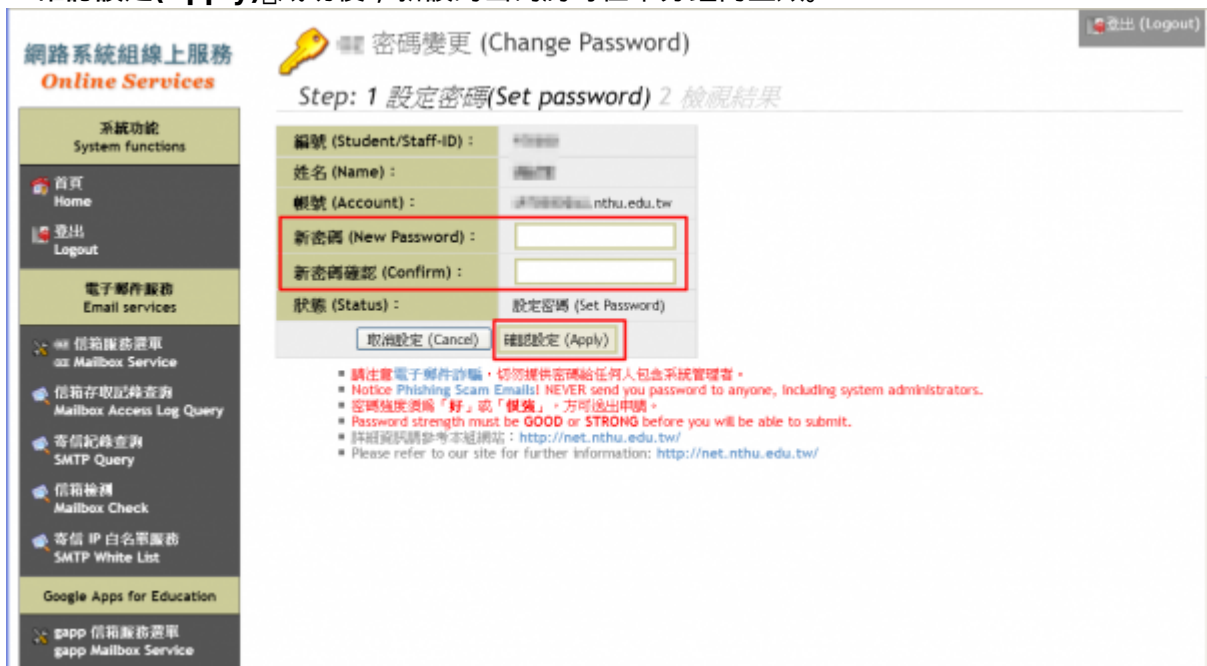 登出 (Logout)
網路系統組線上服務
Online Services
密碼變更 (Change Password)
Step: 1 設定密碼(Set password) 2 檢視結果
系統功能
System functions
首頁
Home
登出
Logout
電子郵件服務
Email services
信箱服務選單
Mailbox Service
信箱存取記錄查詢
Mailbox Access Log Query
寄信紀錄查詢
SMTP Query
信箱檢測
Mailbox Check
寄信 IP 白名單服務
SMTP White List
Google Apps for Education
gapp 信箱服務選單
gapp Mailbox Service
編號 (Student/Staff-ID)：
姓名 (Name)：
帳號 (Account)： .nthu.edu.tw
新密碼 (New Password)：
新密碼確認 (Confirm)：
狀態 (Status)： 設定密碼 (Set Password)
取消設定 (Cancel) 確認設定 (Apply)
請注意電子郵件詐騙，切勿提供密碼給任何人包含系統管理者。
Notice Phishing Scam Emails! NEVER send you password to anyone, including system administrators.
密碼強度須為「好」或「很強」，方可送出申請。
Password strength must be GOOD or STRONG before you will be able to submit.
詳細資訊請參考本組網站：http://net.nthu.edu.tw/
Please refer to our site for further information: http://net.nthu.edu.tw/